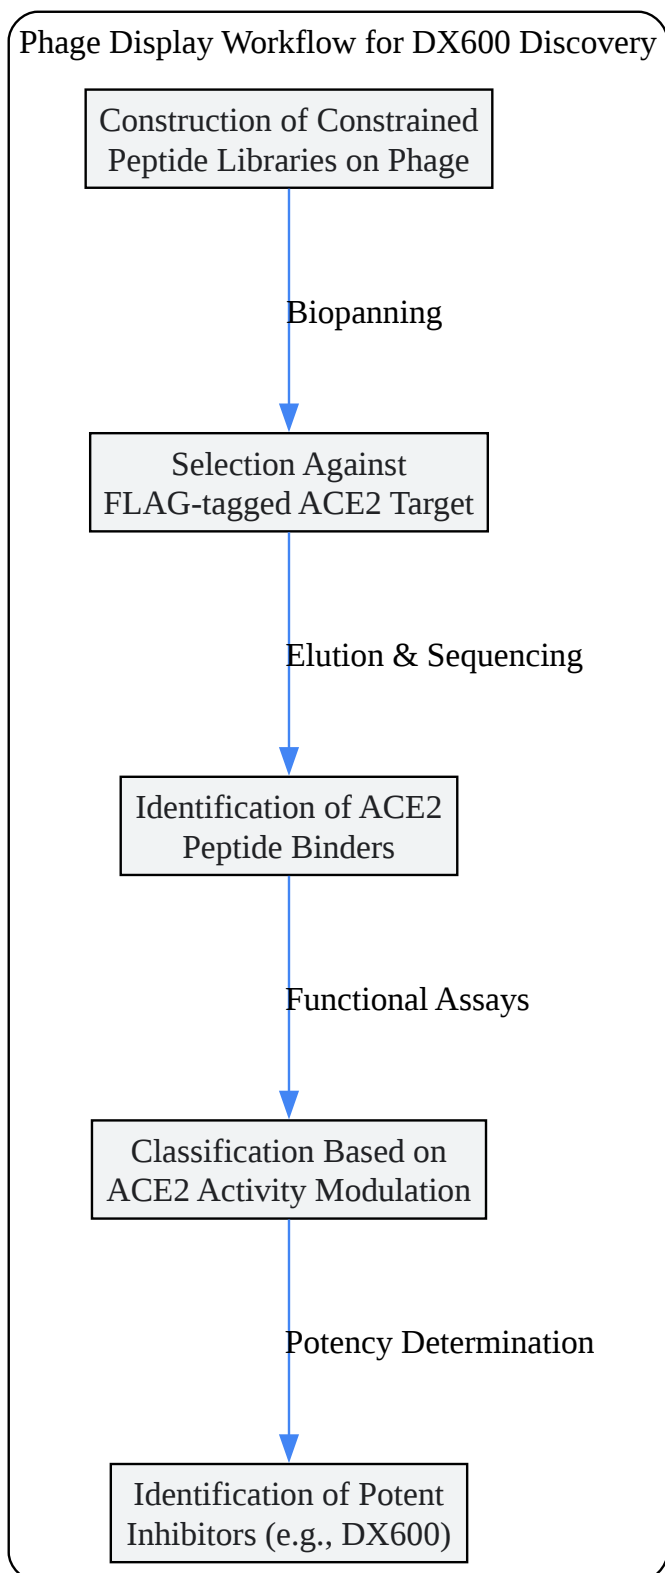 Phage Display Workflow for DX600 Discovery
Construction of Constrained
Peptide Libraries on Phage
Biopanning
Selection Against
FLAG-tagged ACE2 Target
Elution & Sequencing
Identification of ACE2
Peptide Binders
Functional Assays
Classification Based on
ACE2 Activity Modulation
Potency Determination
Identification of Potent
Inhibitors (e.g., DX600)